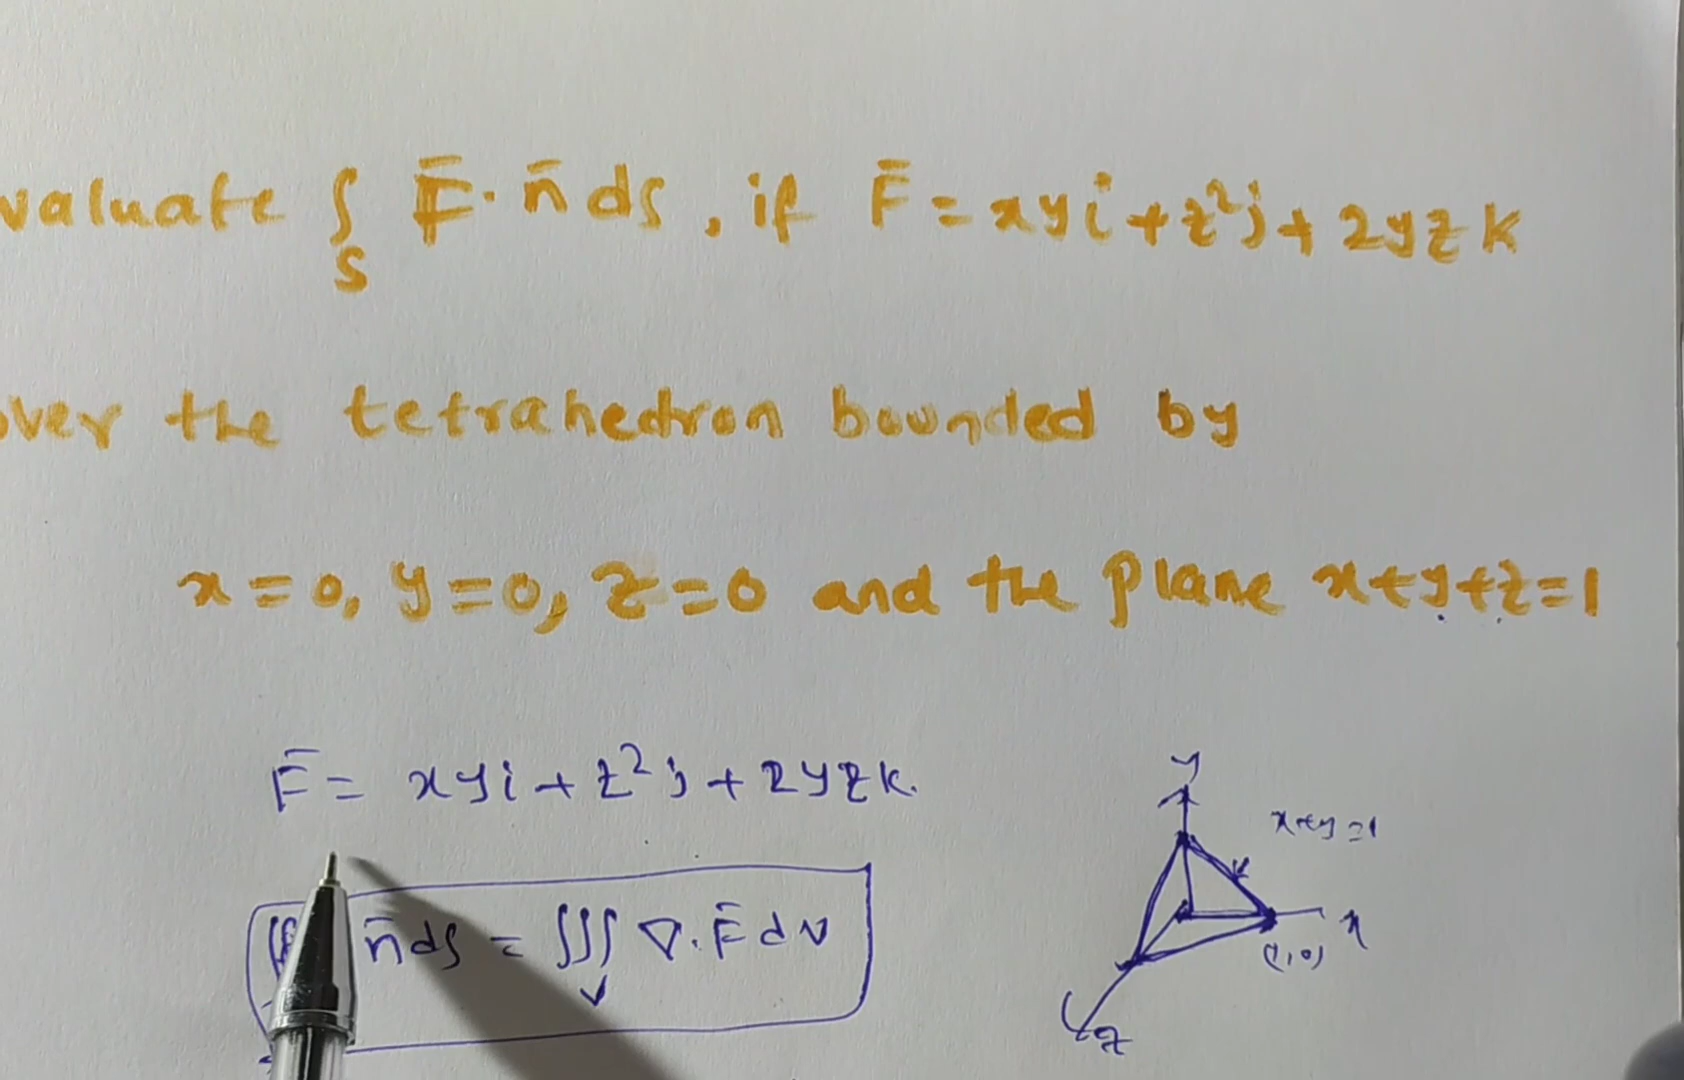 valuate ∫ F̄·n̄ ds, if F̄ = xyi + z²j + 2yzk
S
over the tetrahedron bounded by
x=0, y=0, z=0 and the plane x+y+z=1
F̄ = xyi + z²j + 2yzk.
y
x+y=1
n̄ds = ∫∫∫ ∇.F̄ dv
V
x
(1,0)
z